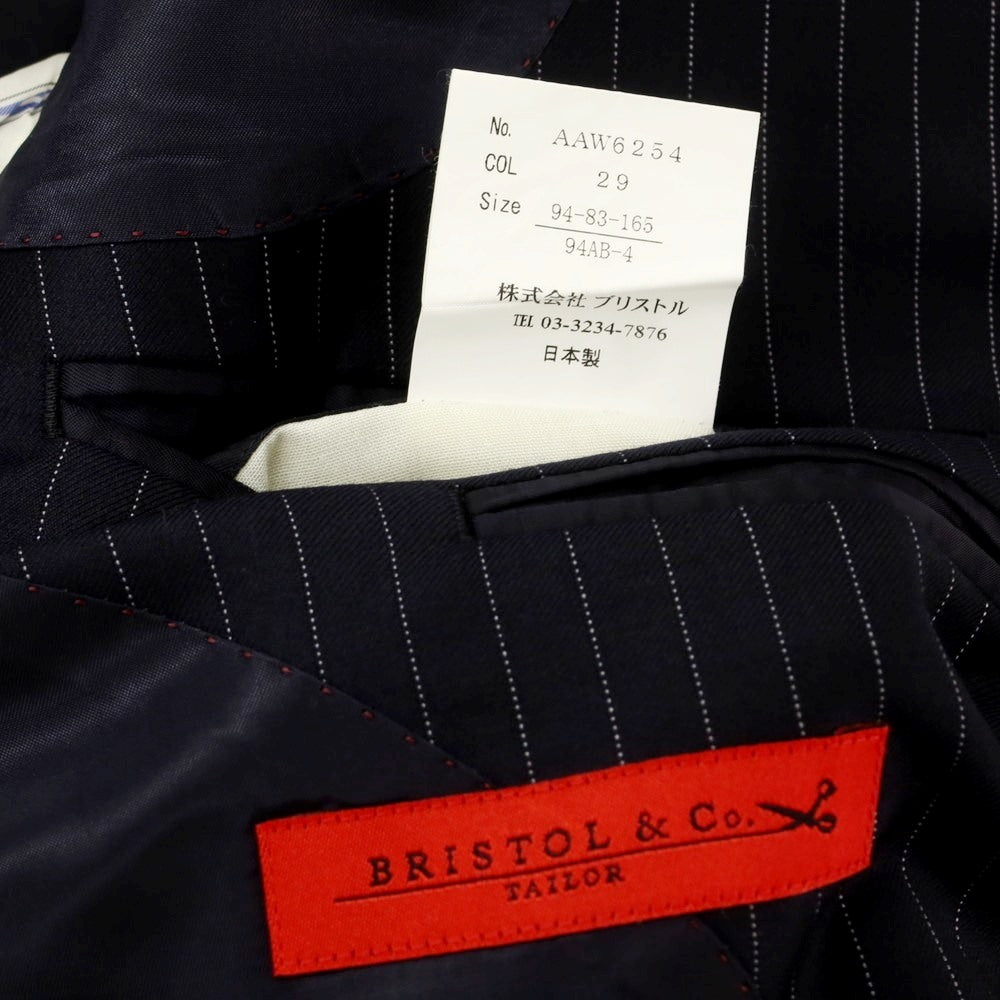 No. AAW6254
COL 29
Size 94-83-165
94AB-4
株式会社 ブリストル
℡ 03-3234-7876
日本製
BRISTOL & Co.
TAILOR